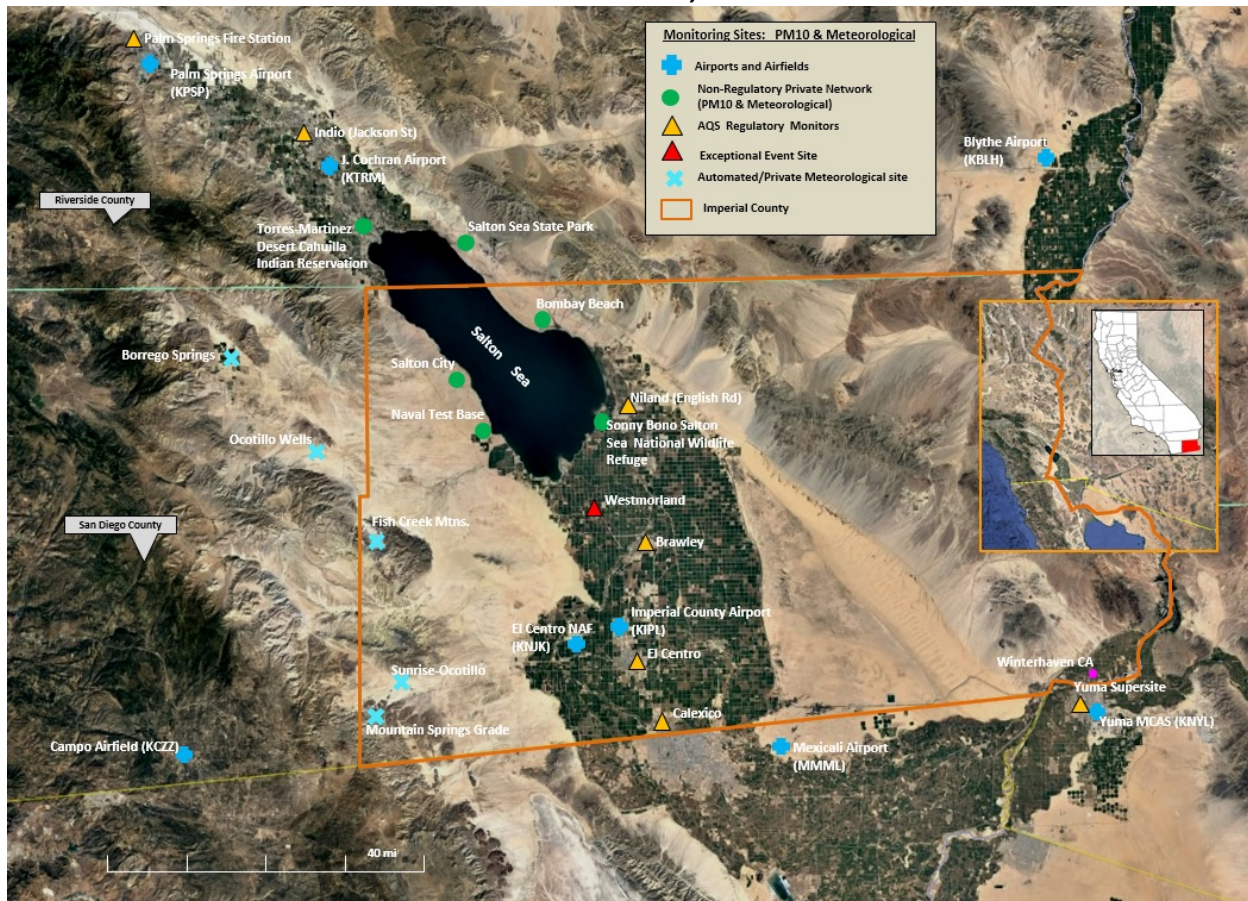 Palm Springs Fire Station
Palm Springs Airport
(KPSP)
Indio (Jackson St)
J. Cochran Airport
(KTRM)
Riverside County
Torres-Martinez
Desert Cahuilla
Indian Reservation
Salton Sea State Park
Monitoring Sites: PM10 & Meteorological
Airports and Airfields
Non-Regulatory Private Network
(PM10 & Meteorological)
AQS Regulatory Monitors
Exceptional Event Site
Automated/Private Meteorological site
Imperial County
Blythe Airport
(KBLH)
Bombay Beach
Salton Sea
Borrego Springs
Salton City
Naval Test Base
Niland (English Rd)
Sonny Bono Salton
Sea National Wildlife
Refuge
Ocotillo Wells
Westmorland
San Diego County
Fish Creek Mtns.
Brawley
Imperial County Airport
(KIPL)
El Centro NAF
(KNJK)
El Centro
Sunrise-Ocotillo
Mountain Springs Grade
Calexico
Campo Airfield (KCZZ)
Mexicali Airport
(MMML)
Winterhaven CA
Yuma Supersite
Yuma MCAS (KNYL)
40 mi